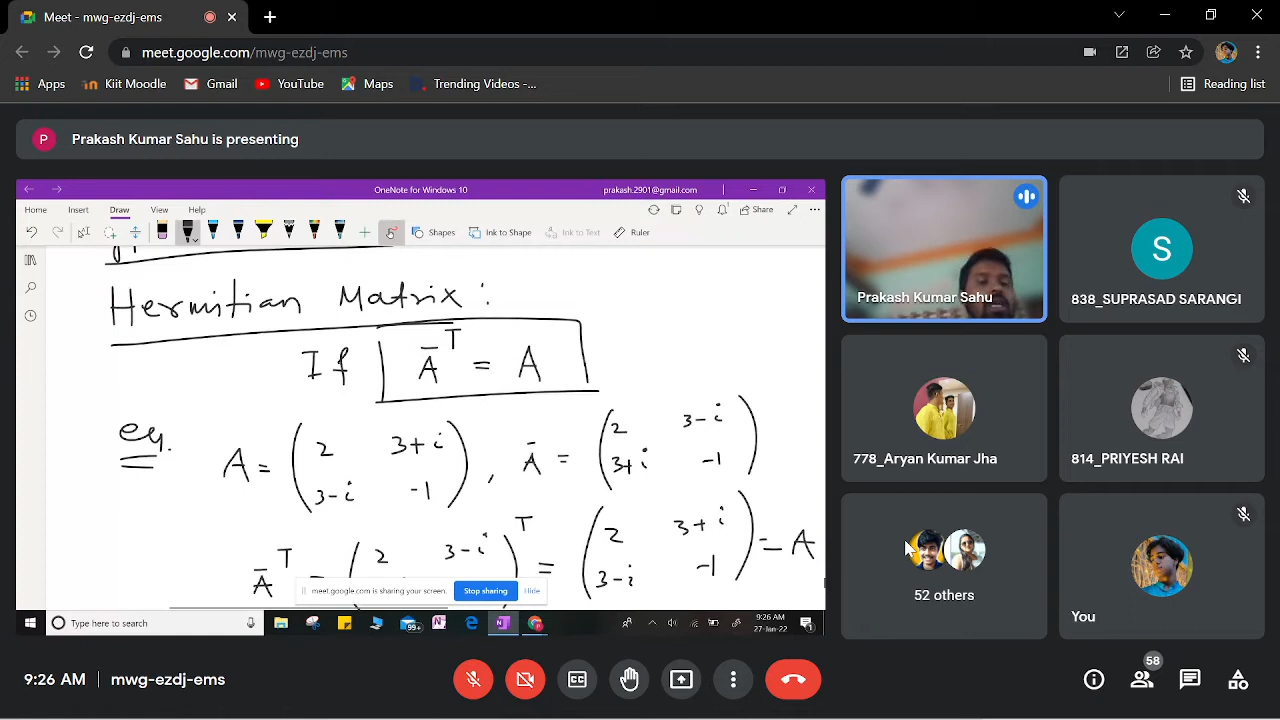 Meet - mwg-ezdj-ems
meet.google.com/mwg-ezdj-ems
Apps Kiit Moodle Gmail YouTube Maps Trending Videos -... Reading list
P Prakash Kumar Sahu is presenting
OneNote for Windows 10 prakash.2901@gmail.com
Home Insert Draw View Help Share
Shapes Ink to Shape Ink to Text Ruler
Hermitian Matrix :
If Ā^T = A
eg.
A = ( 2 3+i
3-i -1 ) , Ā = ( 2 3-i
3+i -1 )
Ā^T = ( 2 3-i )^T = ( 2 3+i
3-i -1 ) = A
meet.google.com is sharing your screen. Stop sharing Hide
Type here to search 99+ 9:26 AM
27-Jan-22 1
Prakash Kumar Sahu
S
838_SUPRASAD SARANGI
778_Aryan Kumar Jha
814_PRIYESH RAI
52 others
You
9:26 AM | mwg-ezdj-ems
58